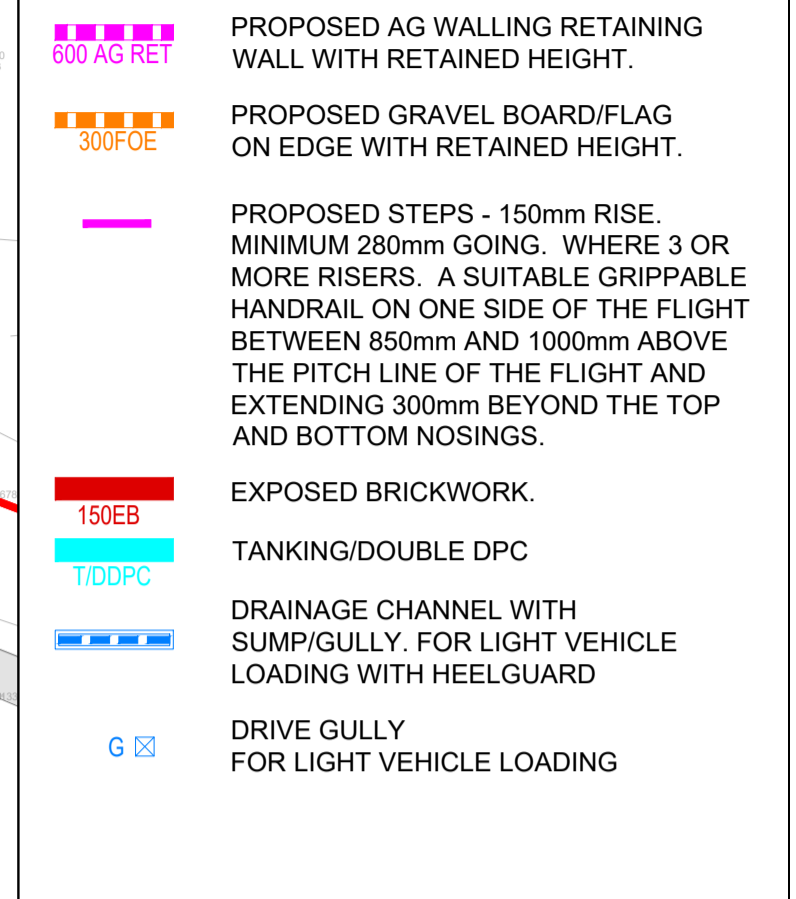 PROPOSED AG WALLING RETAINING
600 AG RET
WALL WITH RETAINED HEIGHT.
PROPOSED GRAVEL BOARD/FLAG
300FOE
ON EDGE WITH RETAINED HEIGHT.
PROPOSED STEPS - 150mm RISE.
MINIMUM 280mm GOING. WHERE 3 OR
MORE RISERS. A SUITABLE GRIPPABLE
HANDRAIL ON ONE SIDE OF THE FLIGHT
BETWEEN 850mm AND 1000mm ABOVE
THE PITCH LINE OF THE FLIGHT AND
EXTENDING 300mm BEYOND THE TOP
AND BOTTOM NOSINGS.
EXPOSED BRICKWORK.
150EB
TANKING/DOUBLE DPC
T/DDPC
DRAINAGE CHANNEL WITH
SUMP/GULLY. FOR LIGHT VEHICLE
LOADING WITH HEELGUARD
G
DRIVE GULLY
FOR LIGHT VEHICLE LOADING